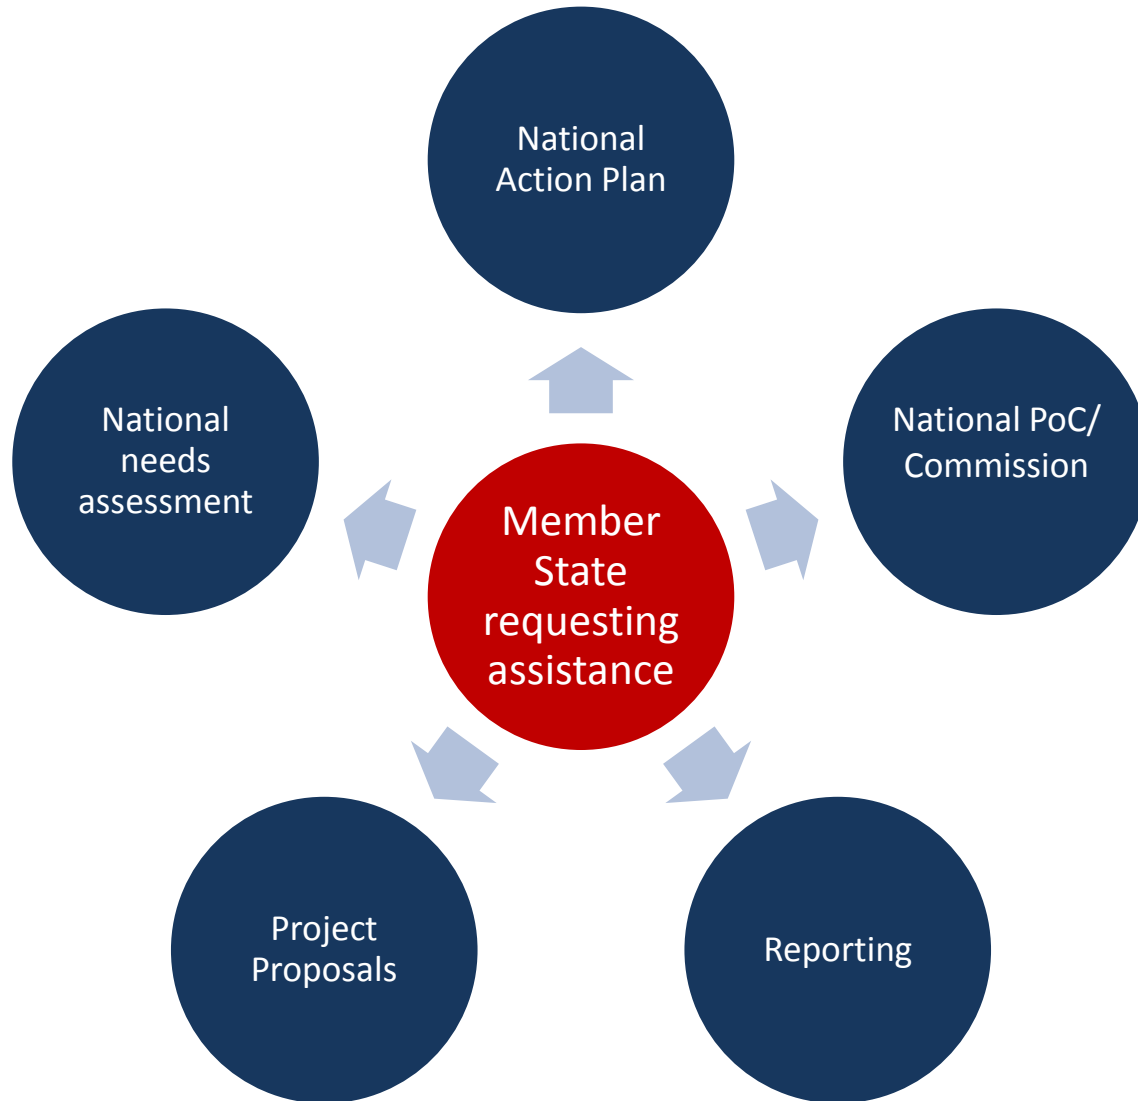 National
Action Plan
National
needs
assessment
National PoC/
Commission
Member
State
requesting
assistance
Project
Proposals
Reporting